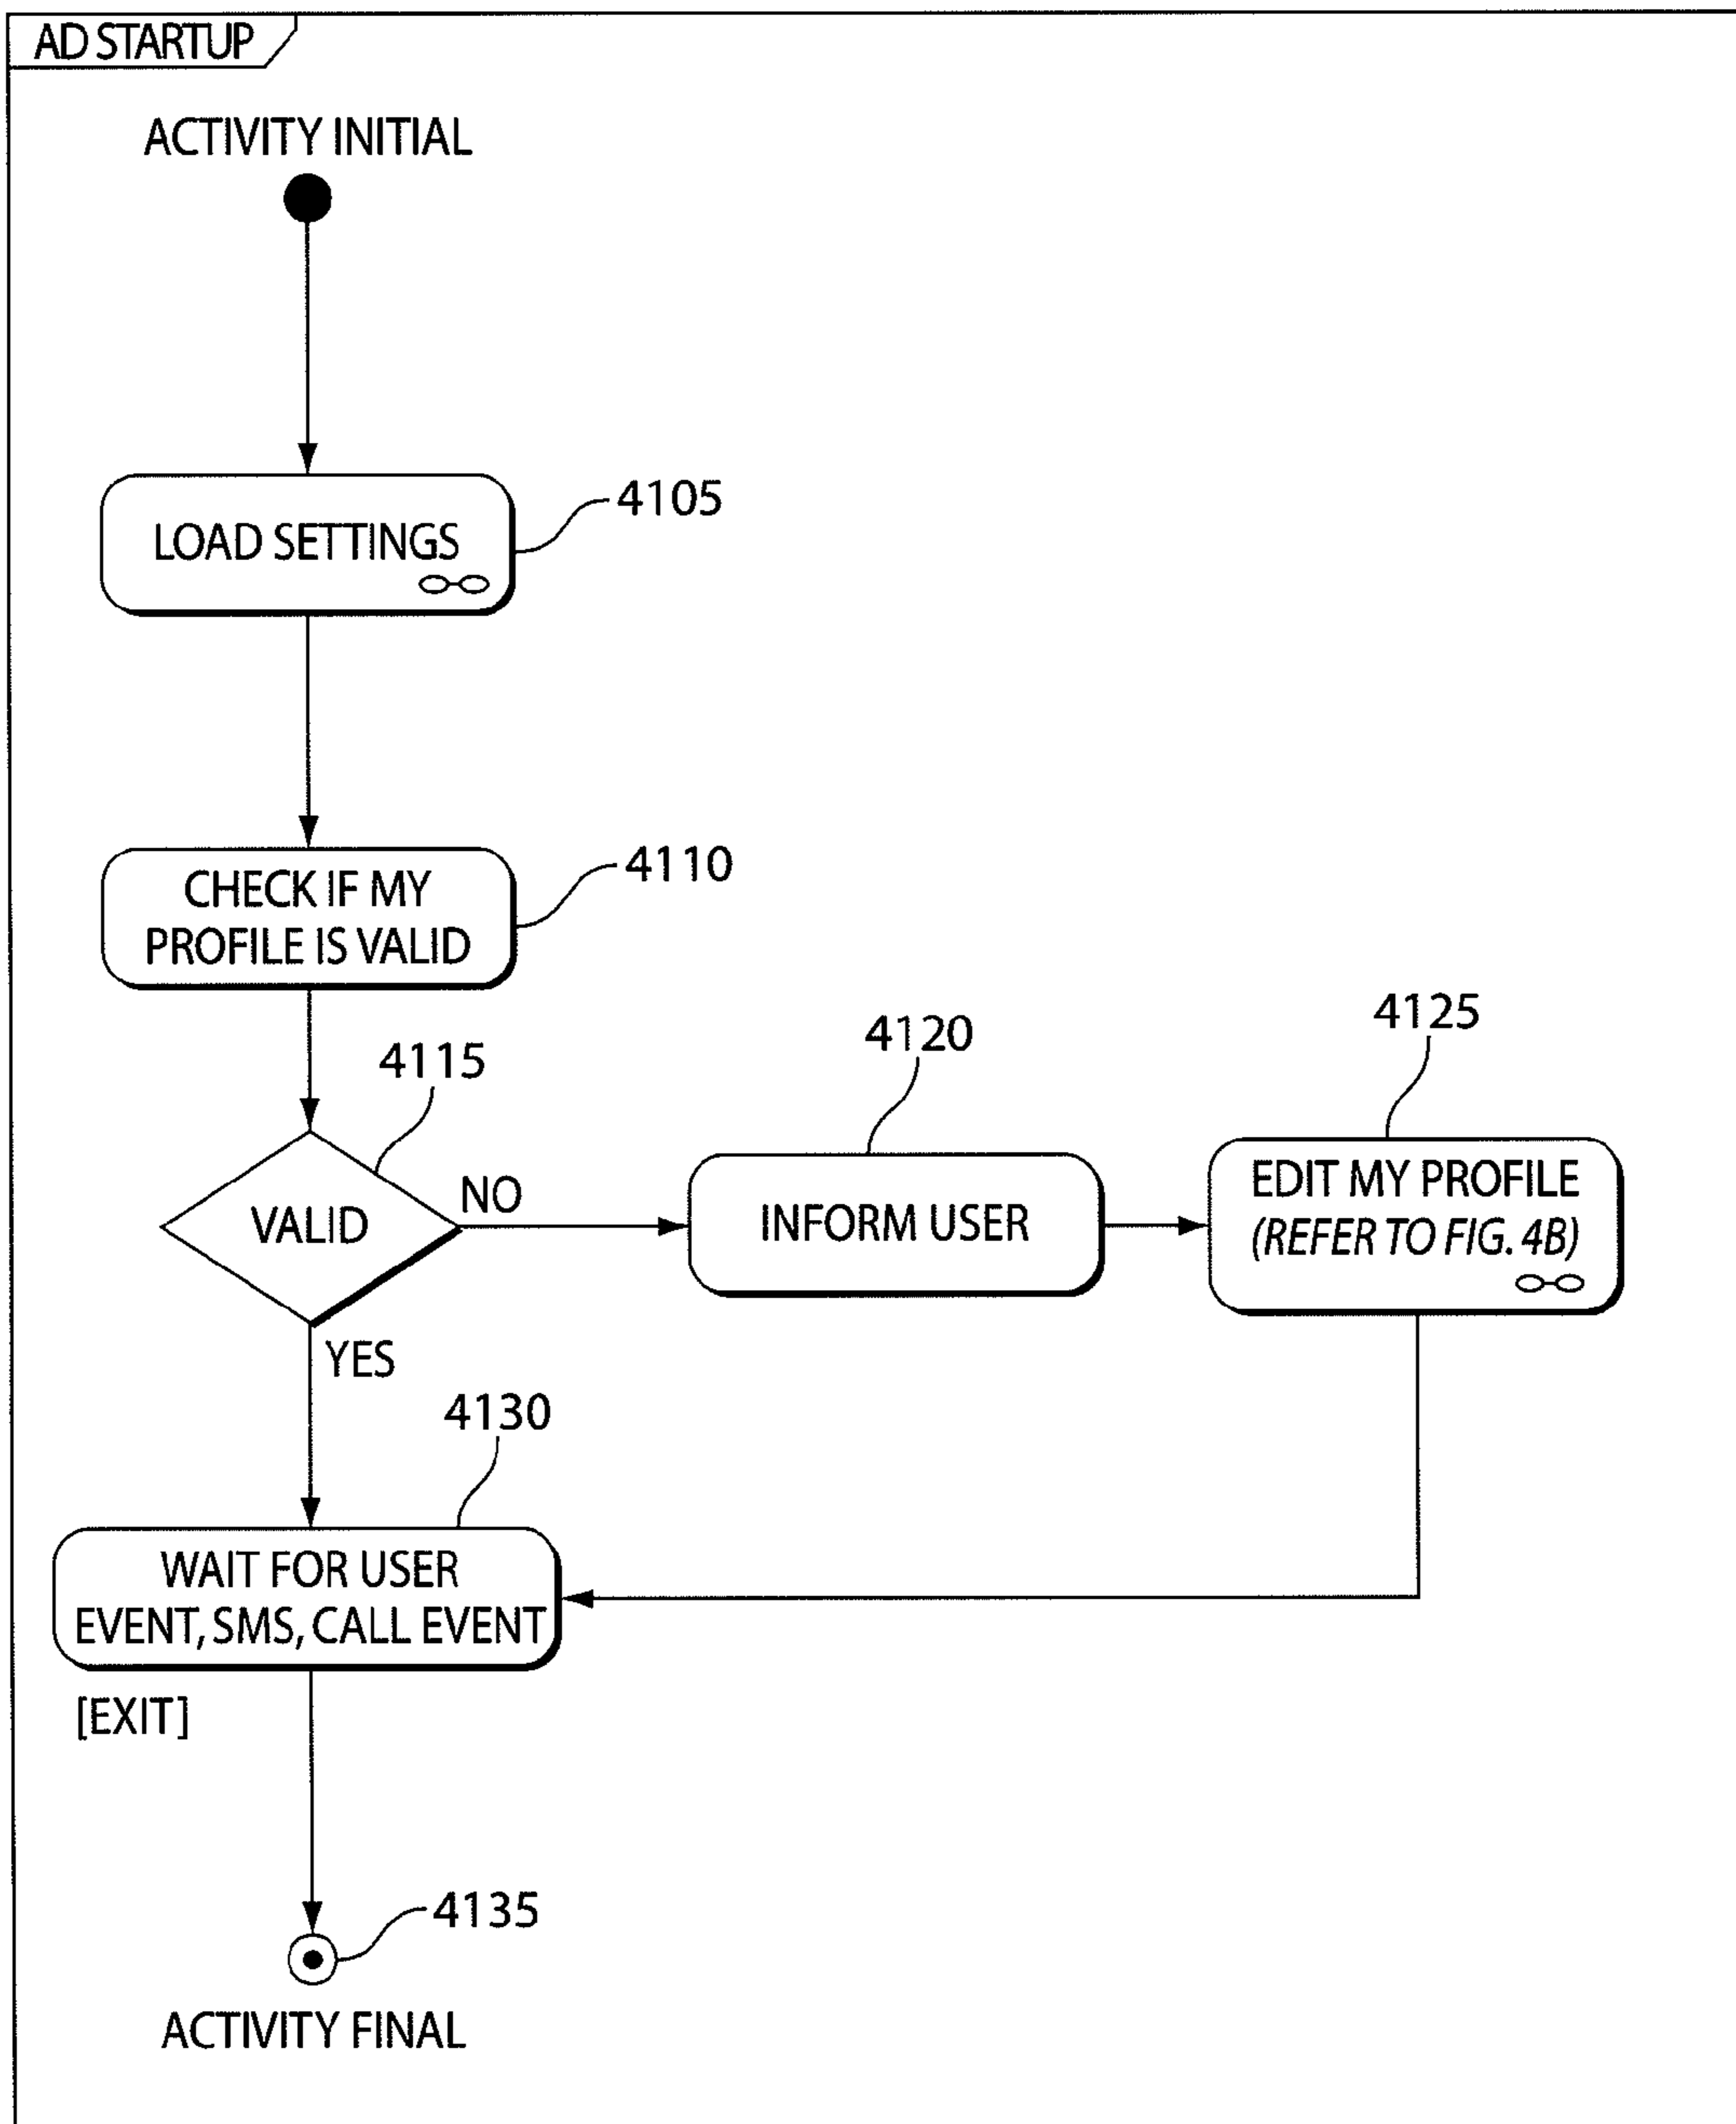 AD STARTUP
ACTIVITY INITIAL
LOAD SETTINGS
4105
CHECK IF MY
PROFILE IS VALID
4110
4115
VALID
NO
YES
4120
INFORM USER
4125
EDIT MY PROFILE
(REFER TO FIG. 4B)
4130
WAIT FOR USER
EVENT, SMS, CALL EVENT
[EXIT]
4135
ACTIVITY FINAL